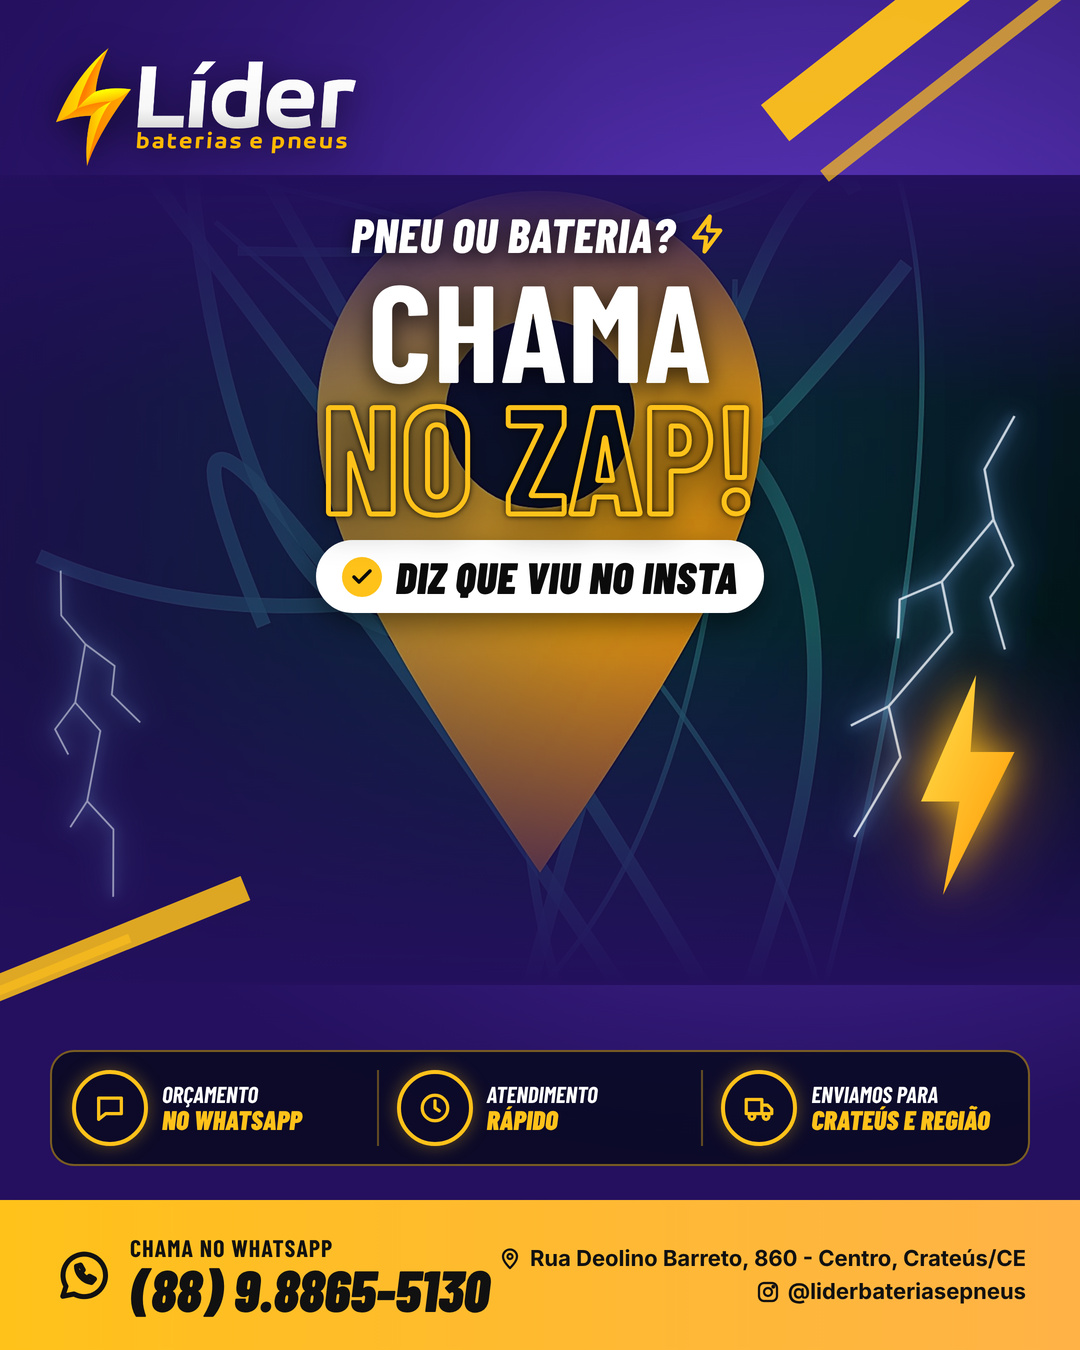 Líder
baterias e pneus
PNEU OU BATERIA?
CHAMA
NO ZAP!
DIZ QUE VIU NO INSTA
ORÇAMENTO
NO WHATSAPP
ATENDIMENTO
RÁPIDO
ENVIAMOS PARA
CRATEÚS E REGIÃO
CHAMA NO WHATSAPP
(88) 9.8865-5130
Rua Deolino Barreto, 860 - Centro, Crateús/CE
@liderbateriasepneus